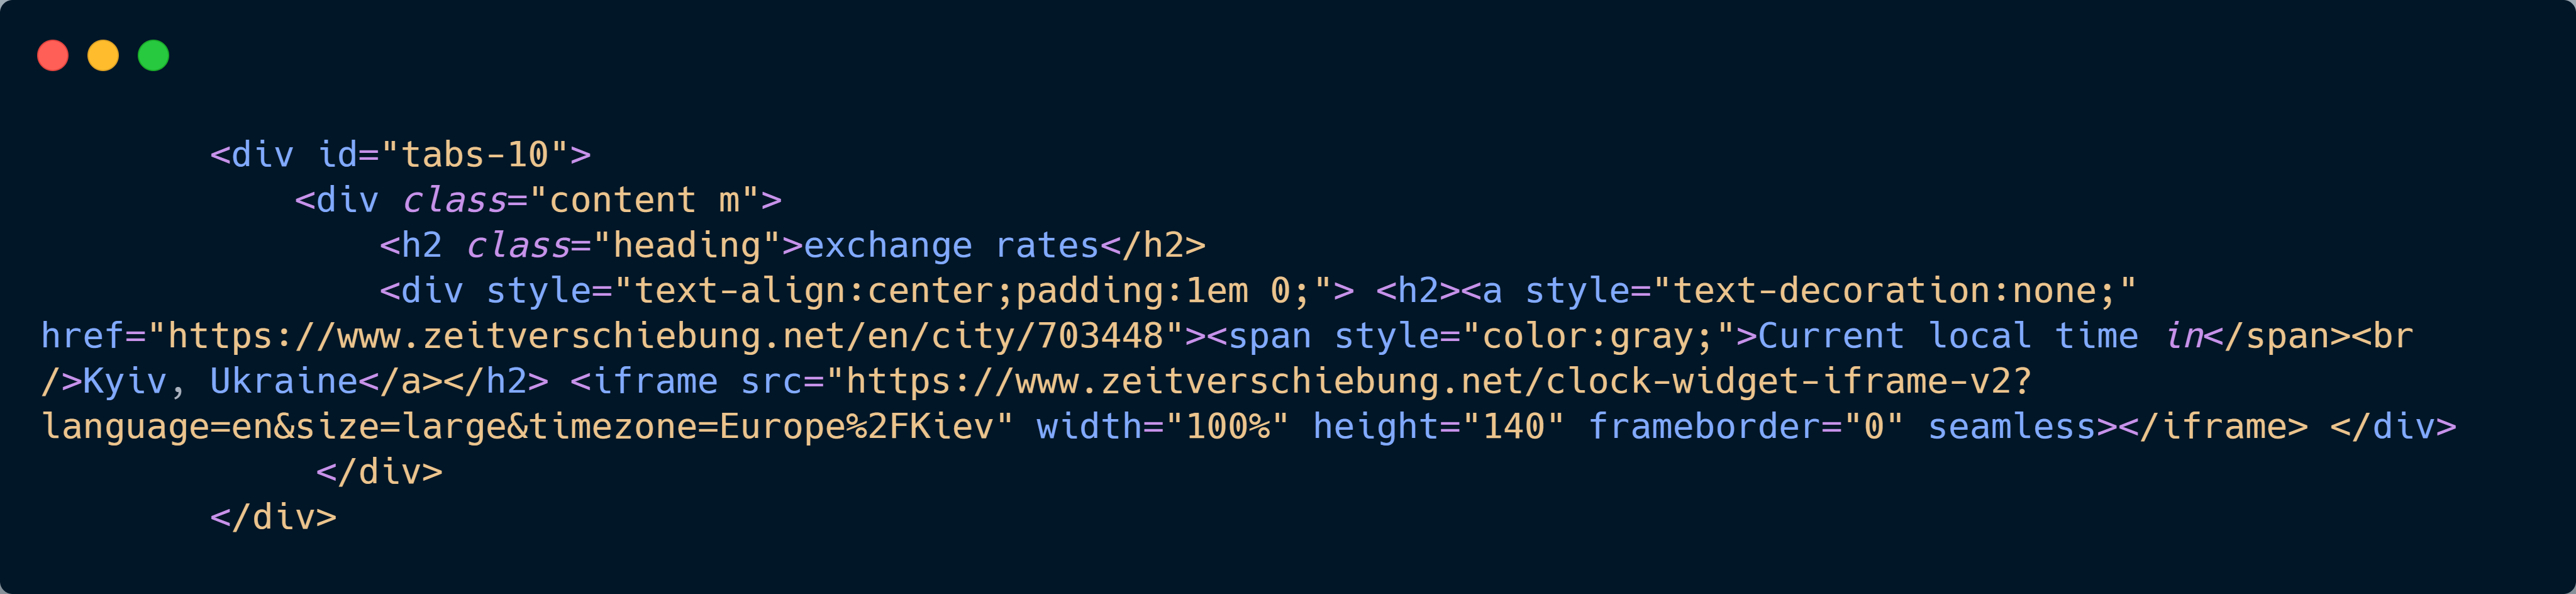 <div id="tabs-10">
<div class="content m">
<h2 class="heading">exchange rates</h2>
<div style="text-align:center;padding:1em 0;"> <h2><a style="text-decoration:none;"
href="https://www.zeitverschiebung.net/en/city/703448"><span style="color:gray;">Current local time in</span><br
/>Kyiv, Ukraine</a></h2> <iframe src="https://www.zeitverschiebung.net/clock-widget-iframe-v2?
language=en&size=large&timezone=Europe%2FKiev" width="100%" height="140" frameborder="0" seamless></iframe> </div>
</div>
</div>